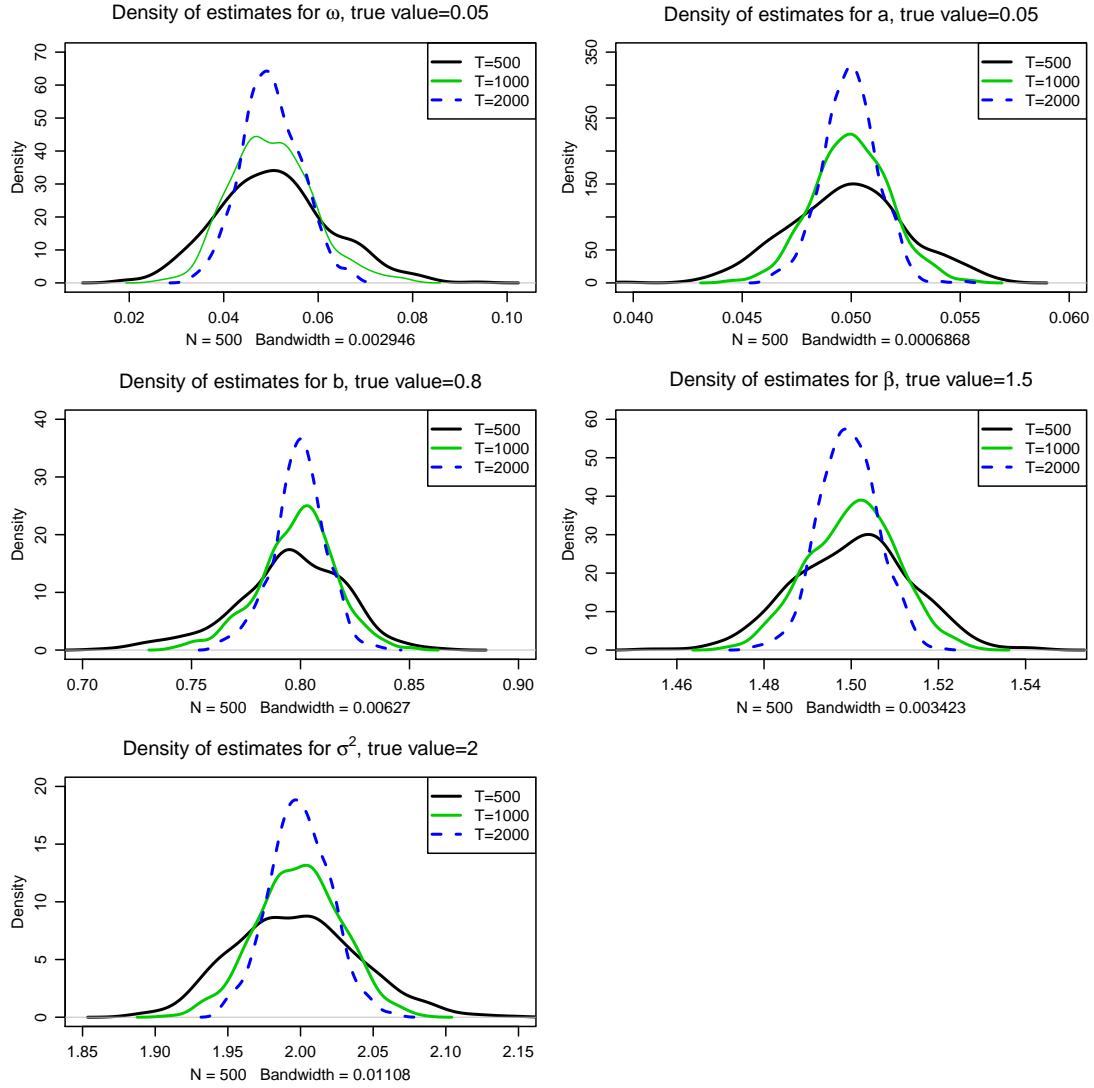 Density of estimates for ω, true value=0.05
Density
0 10 20 30 40 50 60 70
T=500
T=1000
T=2000
0.02 0.04 0.06 0.08 0.10
N = 500 Bandwidth = 0.002946
Density of estimates for a, true value=0.05
Density
0 50 150 250 350
T=500
T=1000
T=2000
0.040 0.045 0.050 0.055 0.060
N = 500 Bandwidth = 0.0006868
Density of estimates for b, true value=0.8
Density
0 10 20 30 40
T=500
T=1000
T=2000
0.70 0.75 0.80 0.85 0.90
N = 500 Bandwidth = 0.00627
Density of estimates for β, true value=1.5
Density
0 10 20 30 40 50 60
T=500
T=1000
T=2000
1.46 1.48 1.50 1.52 1.54
N = 500 Bandwidth = 0.003423
Density of estimates for σ², true value=2
Density
0 5 10 15 20
T=500
T=1000
T=2000
1.85 1.90 1.95 2.00 2.05 2.10 2.15
N = 500 Bandwidth = 0.01108